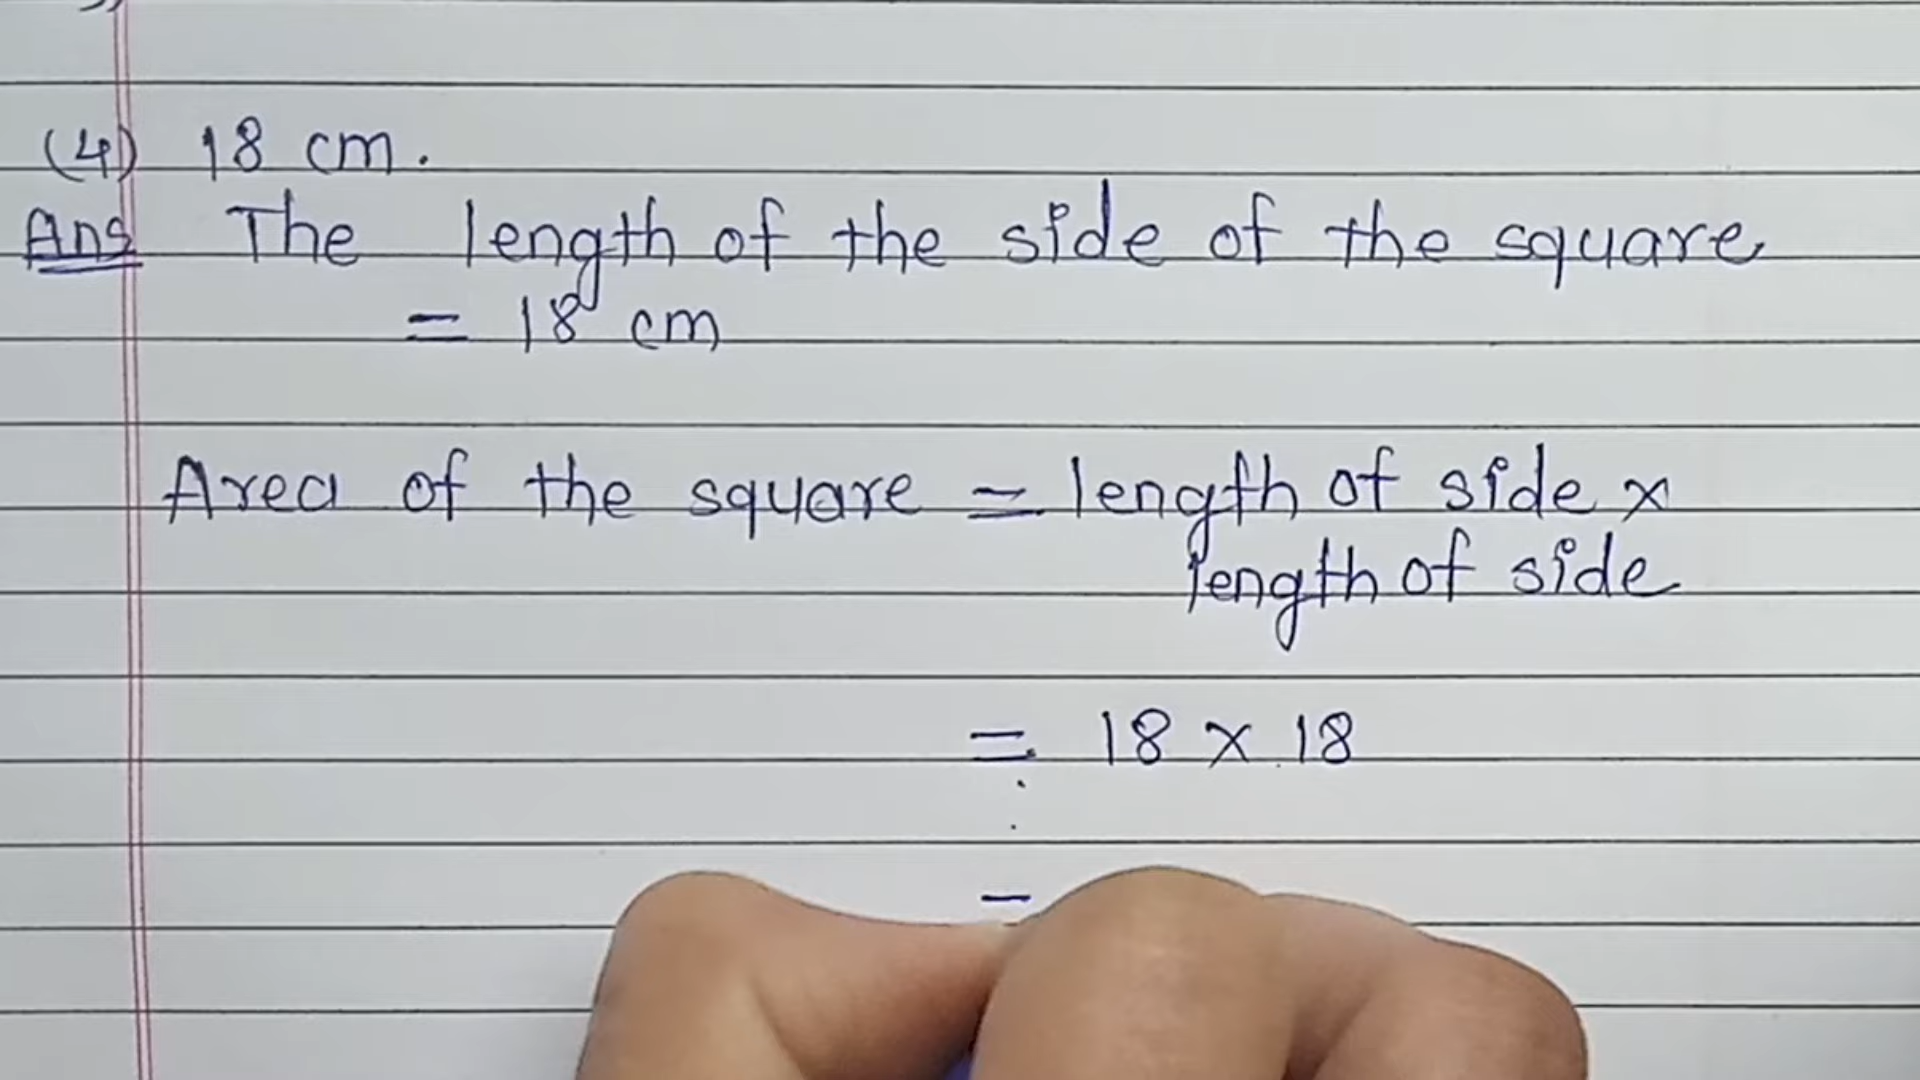 (4) 18 cm.
Ans The length of the side of the square
= 18 cm
Area of the square = length of side ×
length of side
= 18 × 18